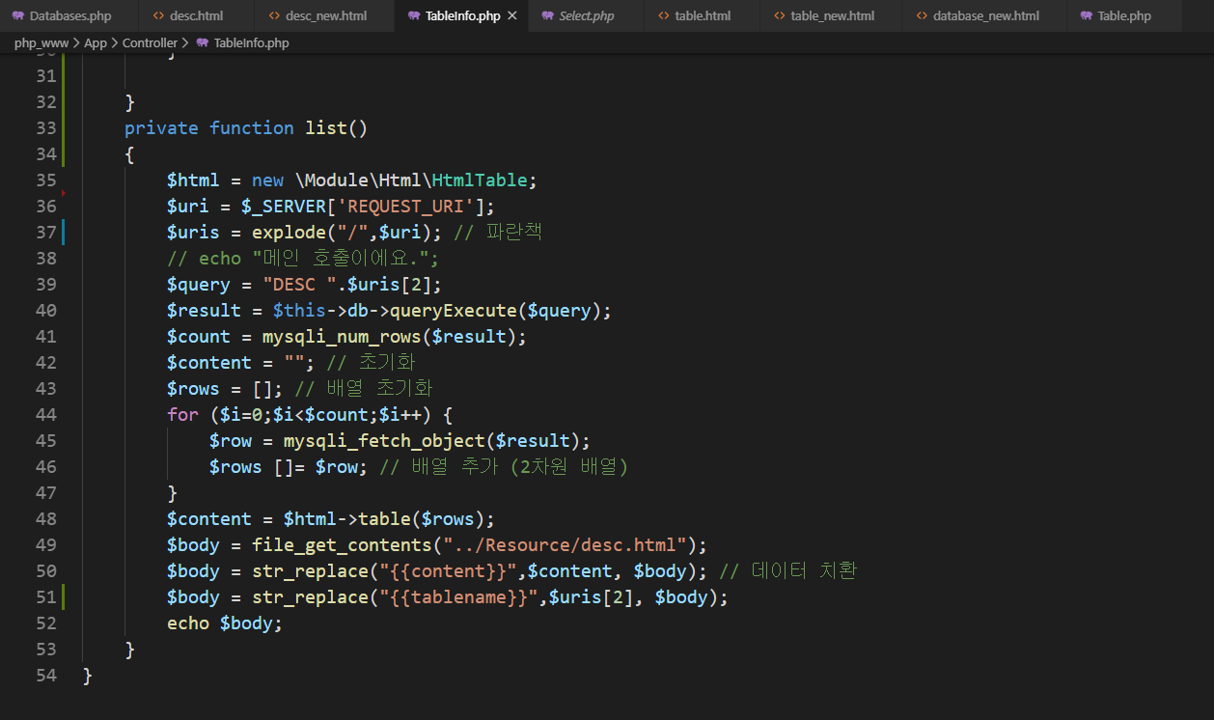 Databases.php desc.html desc_new.html TableInfo.php Select.php table.html table_new.html database_new.html Table.php
php_www > App > Controller > TableInfo.php
30 }
31
32 }
33 private function list()
34 {
35 $html = new \Module\Html\HtmlTable;
36 $uri = $_SERVER['REQUEST_URI'];
37 $uris = explode("/",$uri); // 파란책
38 // echo "메인 호출이에요.";
39 $query = "DESC ".$uris[2];
40 $result = $this->db->queryExecute($query);
41 $count = mysqli_num_rows($result);
42 $content = ""; // 초기화
43 $rows = []; // 배열 초기화
44 for ($i=0;$i<$count;$i++) {
45 $row = mysqli_fetch_object($result);
46 $rows []= $row; // 배열 추가 (2차원 배열)
47 }
48 $content = $html->table($rows);
49 $body = file_get_contents("../Resource/desc.html");
50 $body = str_replace("{{content}}",$content, $body); // 데이터 치환
51 $body = str_replace("{{tablename}}",$uris[2], $body);
52 echo $body;
53 }
54 }